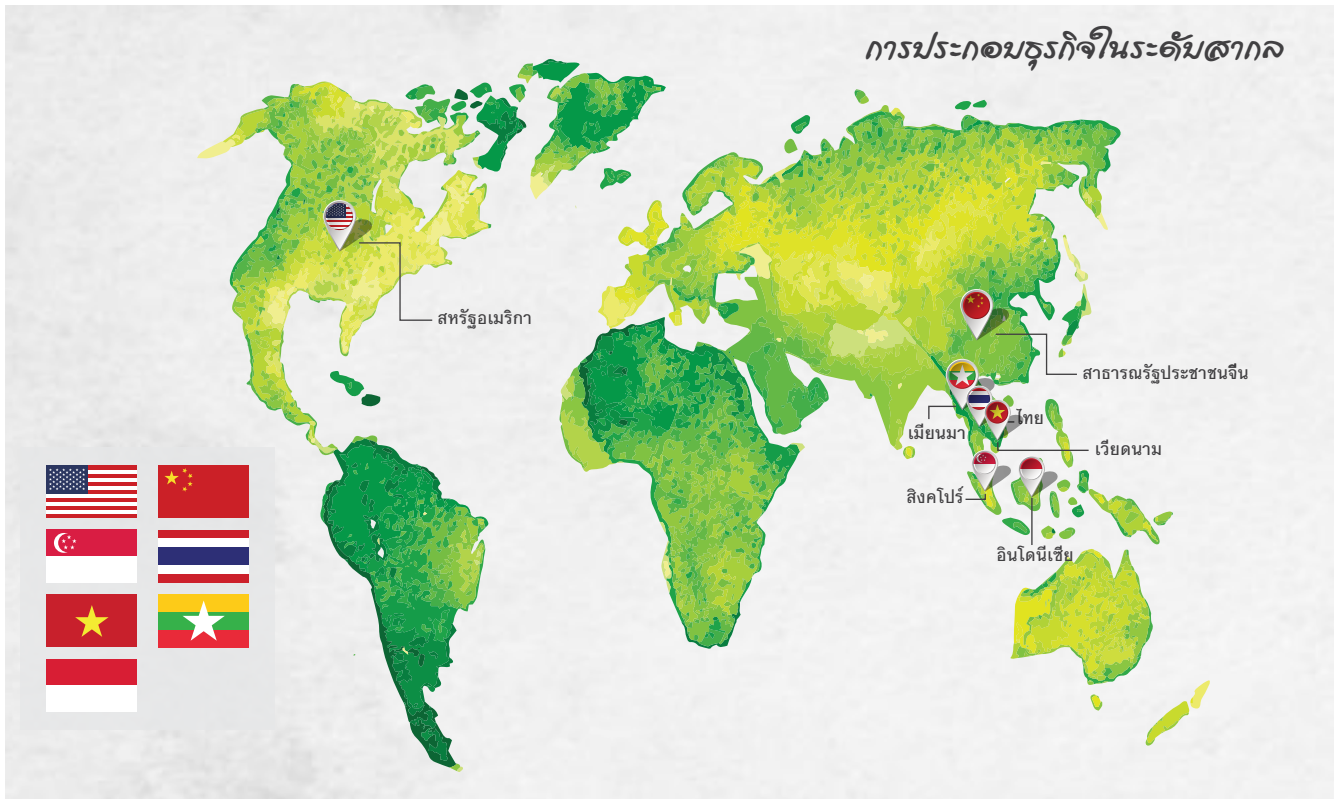 การประกอบธุรกิจในระดับสากล
สหรัฐอเมริกา
สาธารณรัฐประชาชนจีน
ไทย
เมียนมา
เวียดนาม
สิงคโปร์
อินโดนีเซีย